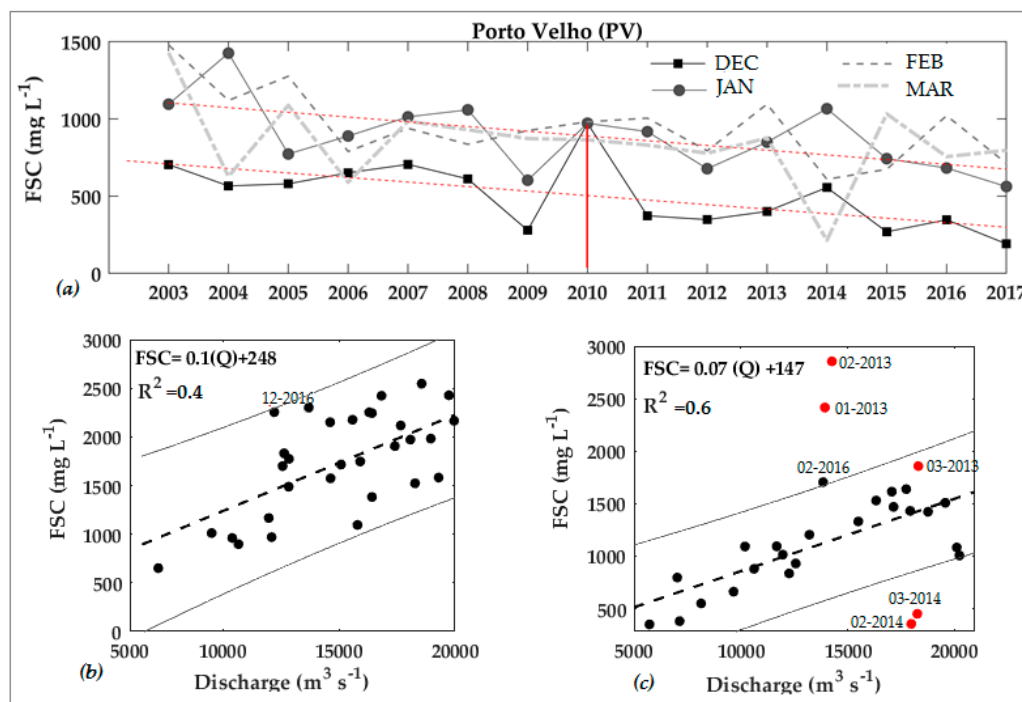 Porto Velho (PV)
1500
1000
500
0
FSC (mg L⁻¹)
DEC
JAN
FEB
MAR
(a)
2003 2004 2005 2006 2007 2008 2009 2010 2011 2012 2013 2014 2015 2016 2017
3000
2500
2000
1500
1000
500
0
FSC (mg L⁻¹)
FSC= 0.1(Q)+248
R² =0.4
12-2016
5000 10000 15000 20000
(b) Discharge (m³ s⁻¹)
3000
2500
2000
1500
1000
500
FSC (mg L⁻¹)
FSC= 0.07 (Q) +147
R² =0.6
02-2013
01-2013
02-2016
03-2013
03-2014
02-2014
5000 10000 15000 20000
(c) Discharge (m³ s⁻¹)